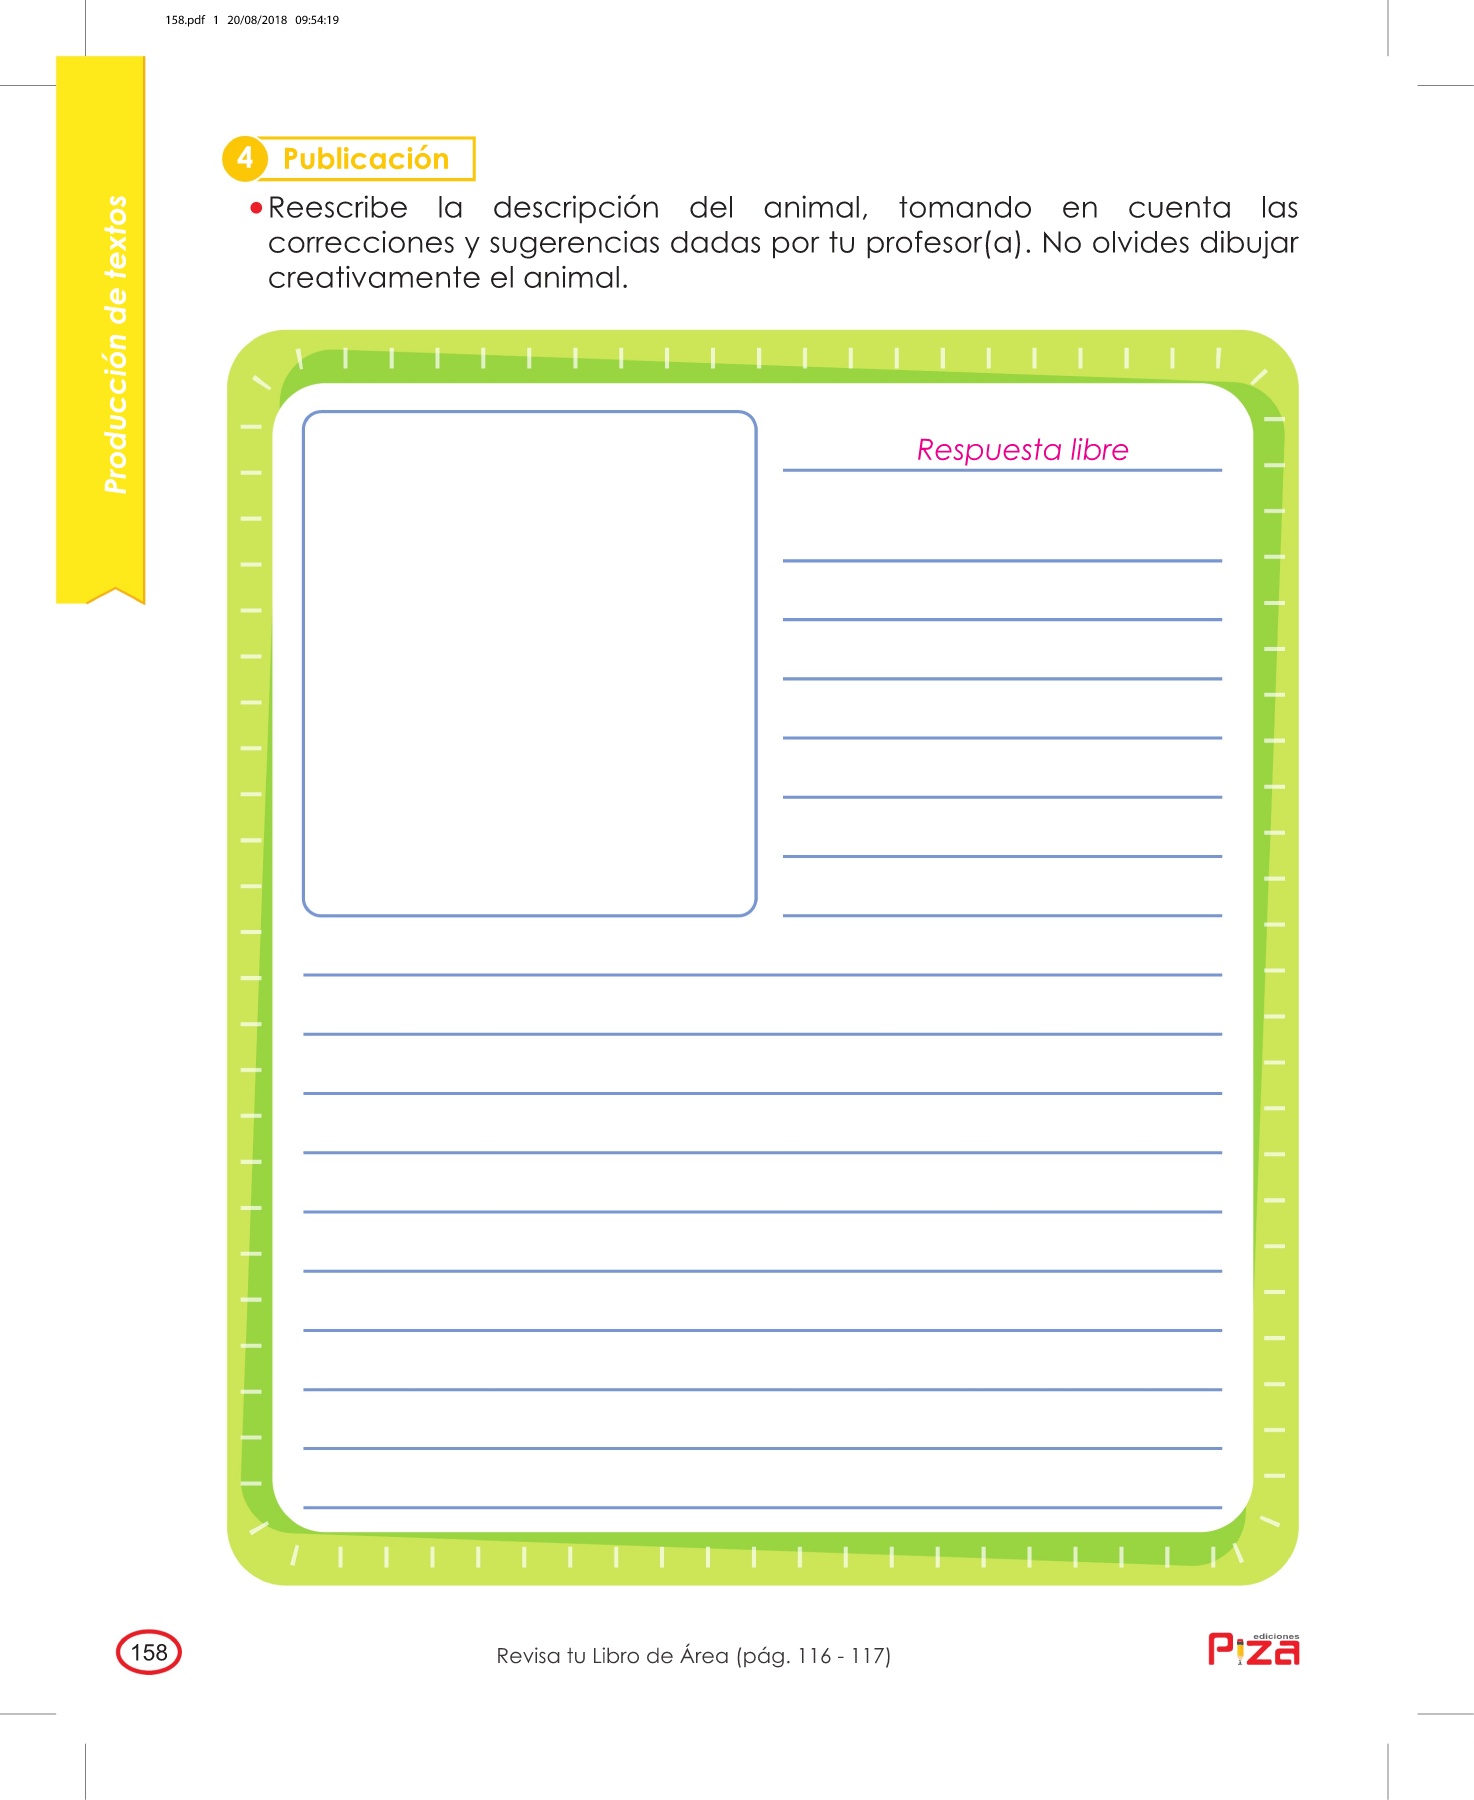 158.pdf 1 20/08/2018 09:54:19
Producción de textos
4 Publicación
Reescribe la descripción del animal, tomando en cuenta las
correcciones y sugerencias dadas por tu profesor(a). No olvides dibujar
creativamente el animal.
Respuesta libre
158
Revisa tu Libro de Área (pág. 116 - 117)
ediciones
Piza